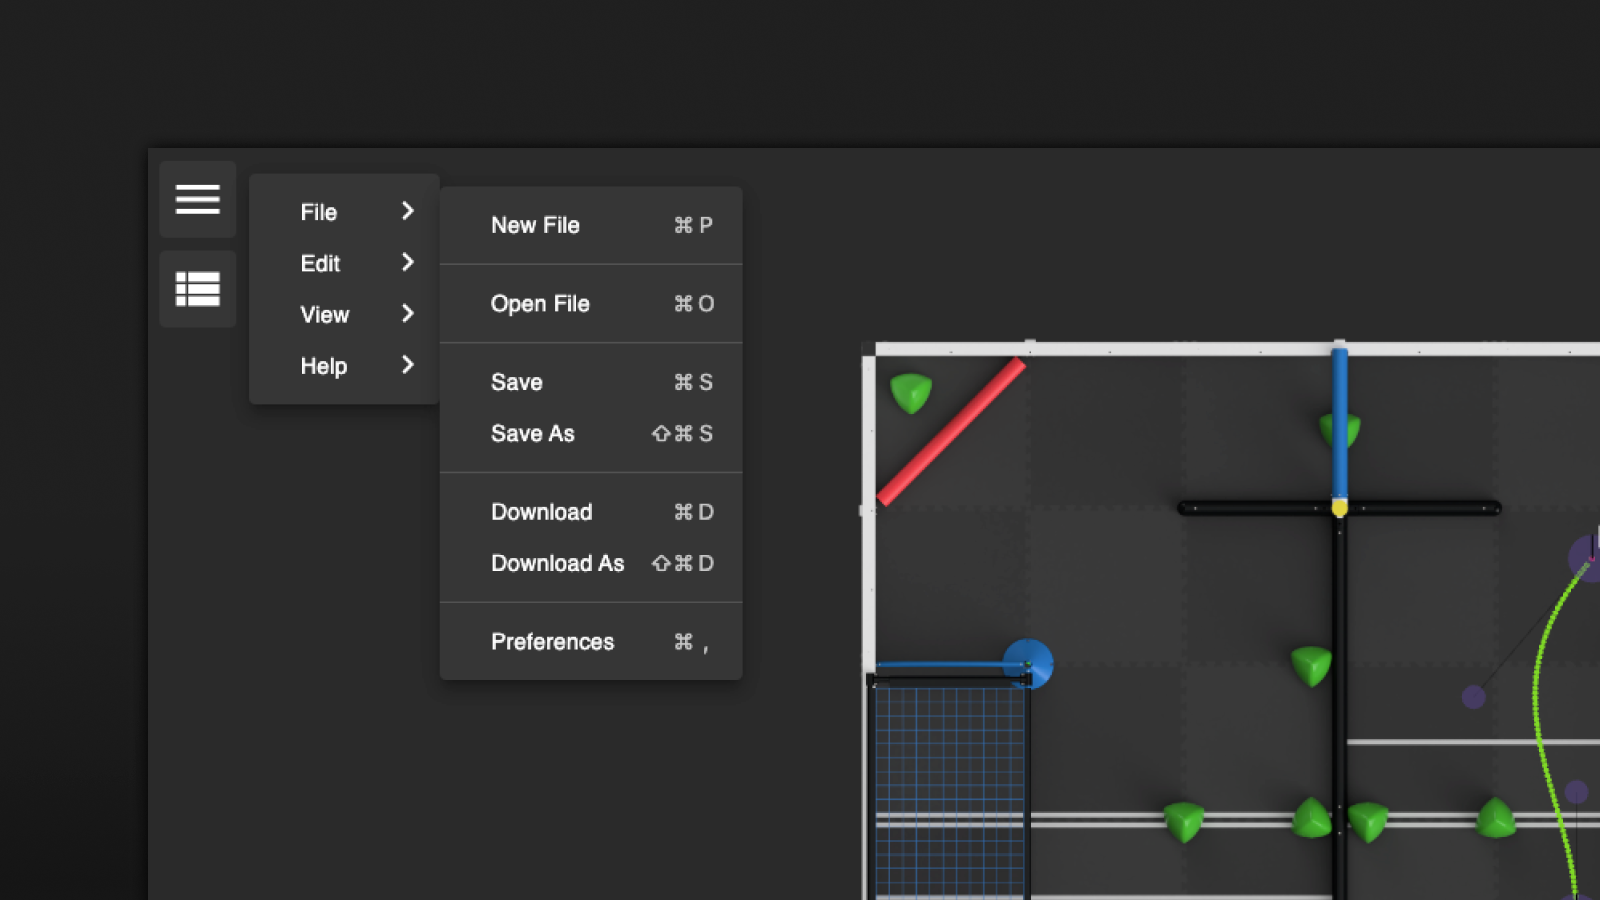 File
Edit
View
Help
New File ⌘ P
Open File ⌘ O
Save ⌘ S
Save As ⇧⌘ S
Download ⌘ D
Download As ⇧⌘ D
Preferences ⌘ ,